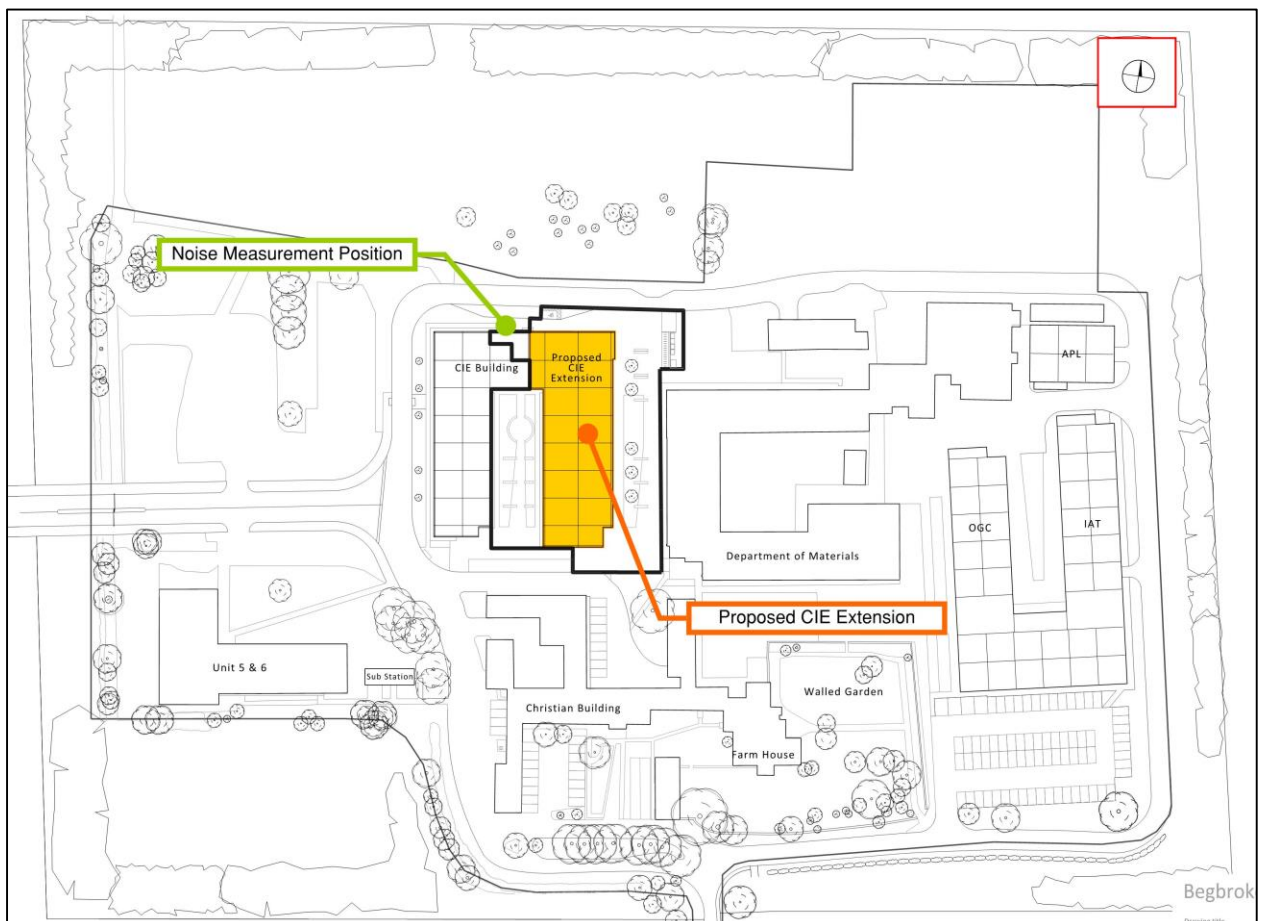 Noise Measurement Position
CIE Building
Proposed
CIE
Extension
APL
OGC
IAT
Department of Materials
Proposed CIE Extension
Unit 5 & 6
Sub Station
Walled Garden
Christian Building
Farm House
Begbrok